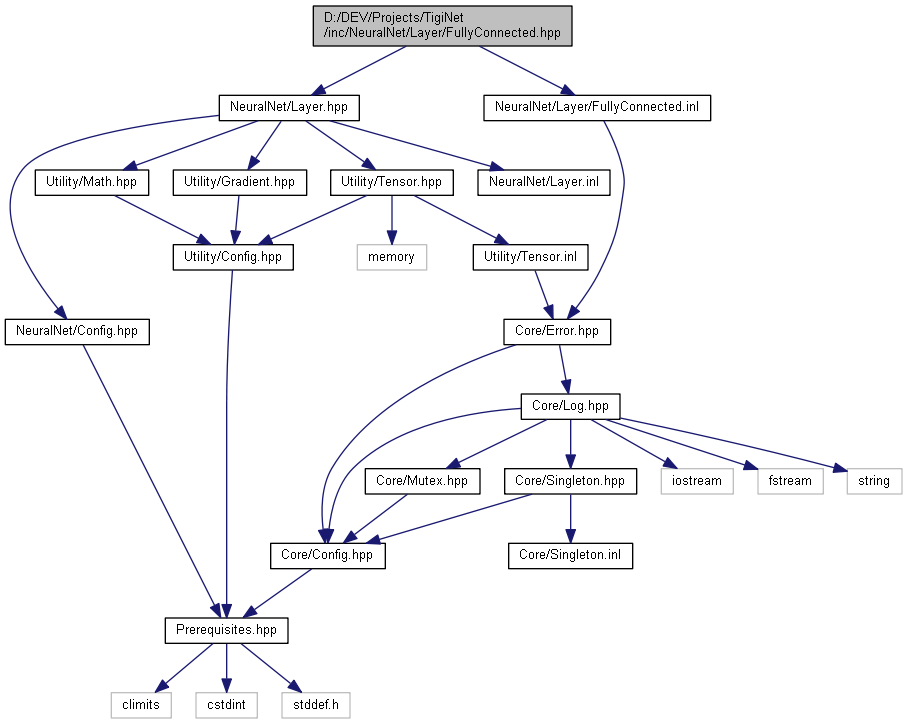 D:/DEV/Projects/TigiNet
/inc/NeuralNet/Layer/FullyConnected.hpp
NeuralNet/Layer.hpp
NeuralNet/Layer/FullyConnected.inl
Utility/Math.hpp
Utility/Gradient.hpp
Utility/Tensor.hpp
NeuralNet/Layer.inl
Utility/Config.hpp
memory
Utility/Tensor.inl
NeuralNet/Config.hpp
Core/Error.hpp
Core/Log.hpp
Core/Mutex.hpp
Core/Singleton.hpp
iostream
fstream
string
Core/Config.hpp
Core/Singleton.inl
Prerequisites.hpp
climits
cstdint
stddef.h